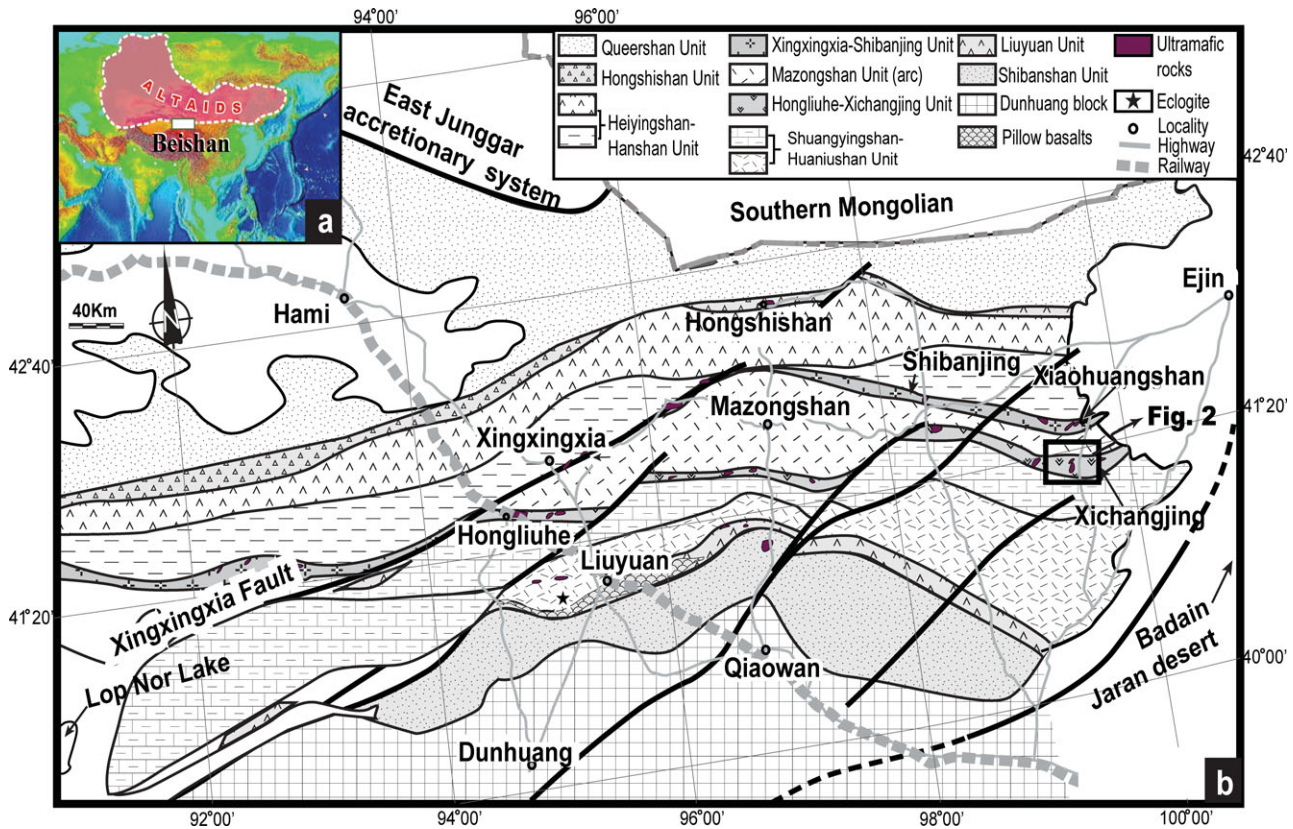 94°00'
96°00'
ALTAIDS
Beishan
a
East Junggar
accretionary system
Queershan Unit
Hongshishan Unit
Heiyingshan-
Hanshan Unit
Xingxingxia-Shibanjing Unit
Mazongshan Unit (arc)
Hongliuhe-Xichangjing Unit
Shuangyingshan-
Huaniushan Unit
Liuyuan Unit
Shibanshan Unit
Dunhuang block
Pillow basalts
Ultramafic
rocks
Eclogite
Locality
Highway
Railway
42°40'
Southern Mongolian
Ejin
Hami
40Km
Hongshishan
Shibanjing
Xiaohuangshan
42°40'
Mazongshan
Fig. 2
41°20'
Xingxingxia
Xichangjing
Hongliuhe
Liuyuan
Xingxingxia Fault
41°20'
Lop Nor Lake
Qiaowan
Badain
Jaran desert
40°00'
Dunhuang
b
92°00'
94°00'
96°00'
98°00'
100°00'